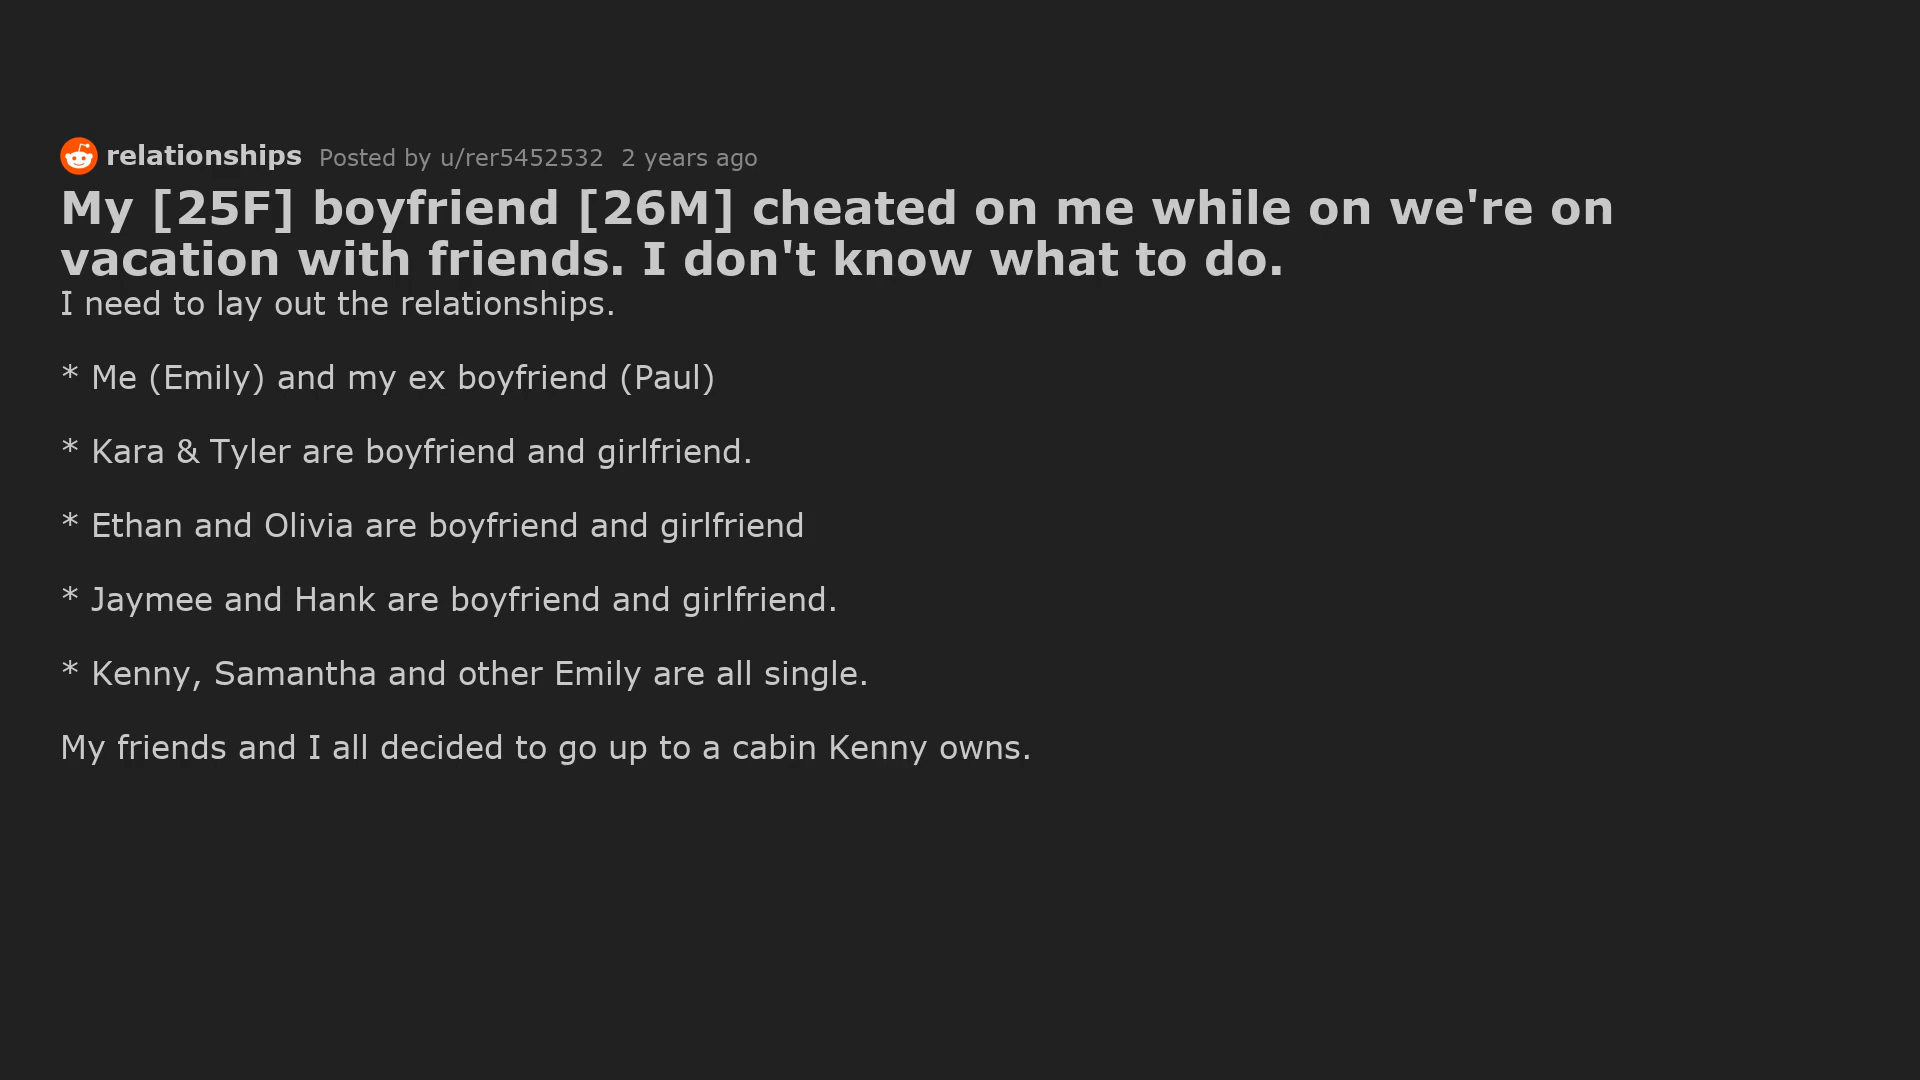 relationships Posted by u/rer5452532 2 years ago
My [25F] boyfriend [26M] cheated on me while on we're on
vacation with friends. I don't know what to do.
I need to lay out the relationships.
* Me (Emily) and my ex boyfriend (Paul)
* Kara & Tyler are boyfriend and girlfriend.
* Ethan and Olivia are boyfriend and girlfriend
* Jaymee and Hank are boyfriend and girlfriend.
* Kenny, Samantha and other Emily are all single.
My friends and I all decided to go up to a cabin Kenny owns.